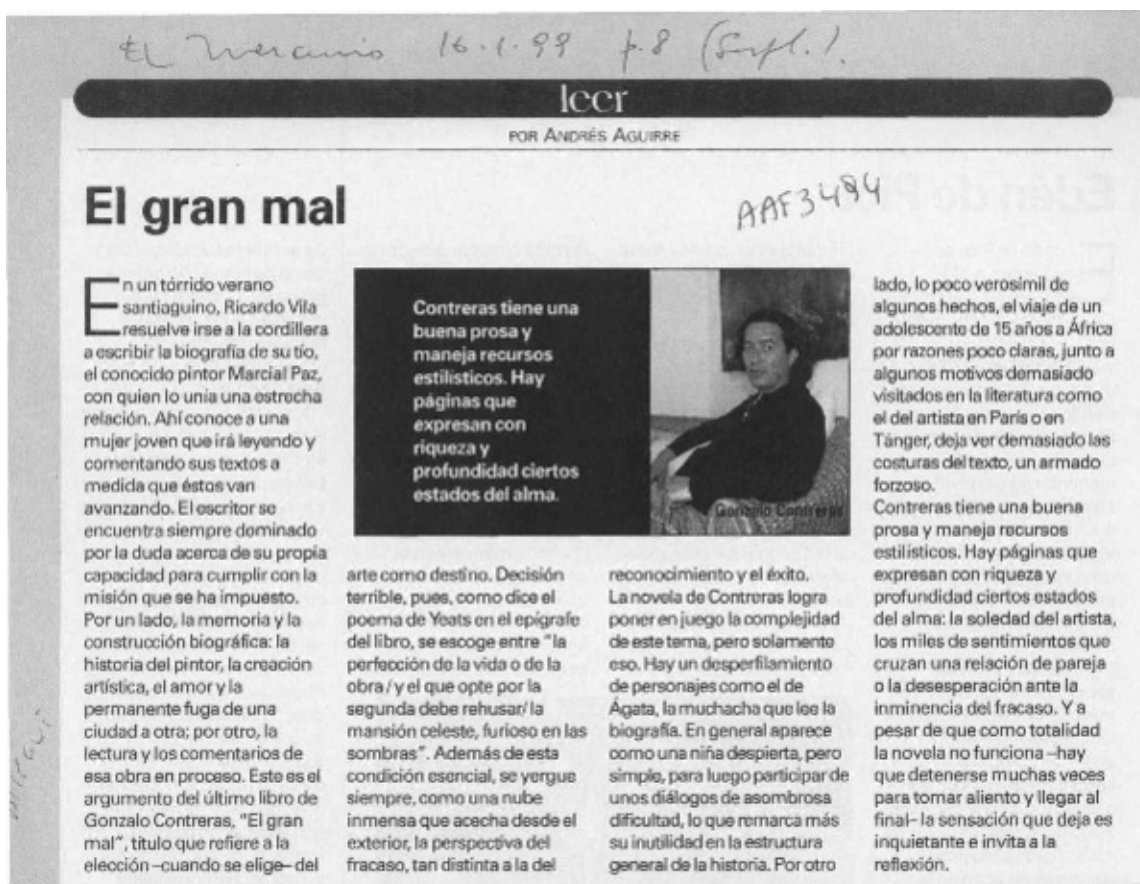 El Mercurio 16.1.99 p.8 (Supl.)
leer
POR ANDRÉS AGUIRRE
El gran mal
AAF3494
En un tórrido verano
santiaguino, Ricardo Vila
resuelve irse a la cordillera
a escribir la biografía de su tío,
el conocido pintor Marcial Paz,
con quien lo unía una estrecha
relación. Ahí conoce a una
mujer joven que irá leyendo y
comentando sus textos a
medida que éstos van
avanzando. El escritor se
encuentra siempre dominado
por la duda acerca de su propia
capacidad para cumplir con la
misión que se ha impuesto.
Por un lado, la memoria y la
construcción biográfica: la
historia del pintor, la creación
artística, el amor y la
permanente fuga de una
ciudad a otra; por otro, la
lectura y los comentarios de
esa obra en proceso. Este es el
argumento del último libro de
Gonzalo Contreras, "El gran
mal", título que refiere a la
elección –cuando se elige– del
Contreras tiene una
buena prosa y
maneja recursos
estilísticos. Hay
páginas que
expresan con
riqueza y
profundidad ciertos
estados del alma.
Gonzalo Contreras
arte como destino. Decisión
terrible, pues, como dice el
poema de Yeats en el epígrafe
del libro, se escoge entre "la
perfección de la vida o de la
obra/ y el que opte por la
segunda debe rehusar/ la
mansión celeste, furioso en las
sombras". Además de esta
condición esencial, se yergue
siempre, como una nube
inmensa que acecha desde el
exterior, la perspectiva del
fracaso, tan distinta a la del
reconocimiento y el éxito.
La novela de Contreras logra
poner en juego la complejidad
de este tema, pero solamente
eso. Hay un desperfilamiento
de personajes como el de
Ágata, la muchacha que lee la
biografía. En general aparece
como una niña despierta, pero
simple, para luego participar de
unos diálogos de asombrosa
dificultad, lo que remarca más
su inutilidad en la estructura
general de la historia. Por otro
lado, lo poco verosímil de
algunos hechos, el viaje de un
adolescente de 15 años a África
por razones poco claras, junto a
algunos motivos demasiado
visitados en la literatura como
el del artista en París o en
Tánger, deja ver demasiado las
costuras del texto, un armado
forzoso.
Contreras tiene una buena
prosa y maneja recursos
estilísticos. Hay páginas que
expresan con riqueza y
profundidad ciertos estados
del alma: la soledad del artista,
los miles de sentimientos que
cruzan una relación de pareja
o la desesperación ante la
inminencia del fracaso. Y a
pesar de que como totalidad
la novela no funciona –hay
que detenerse muchas veces
para tomar aliento y llegar al
final– la sensación que deja es
inquietante e invita a la
reflexión.